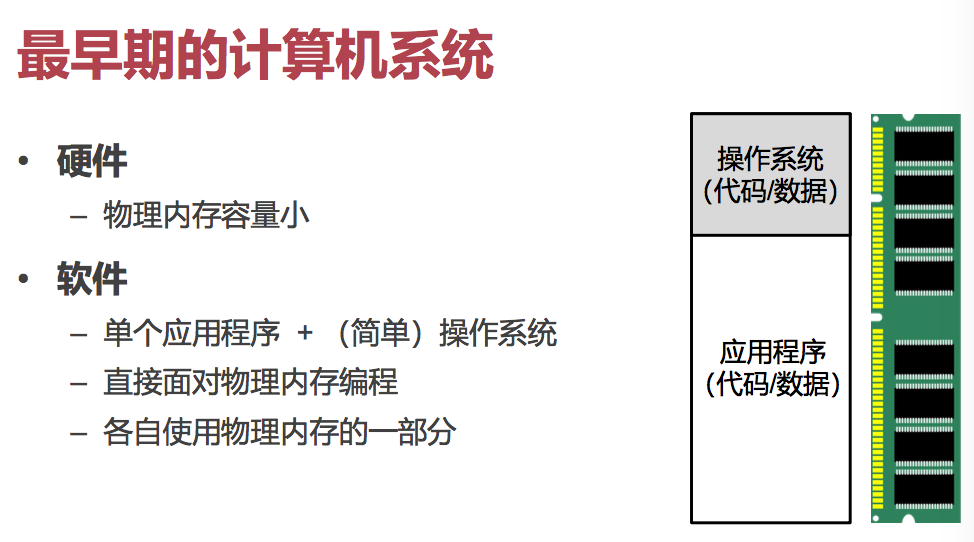 最早期的计算机系统
• 硬件
– 物理内存容量小
• 软件
– 单个应用程序 + （简单）操作系统
– 直接面对物理内存编程
– 各自使用物理内存的一部分
操作系统
（代码/数据）
应用程序
（代码/数据）